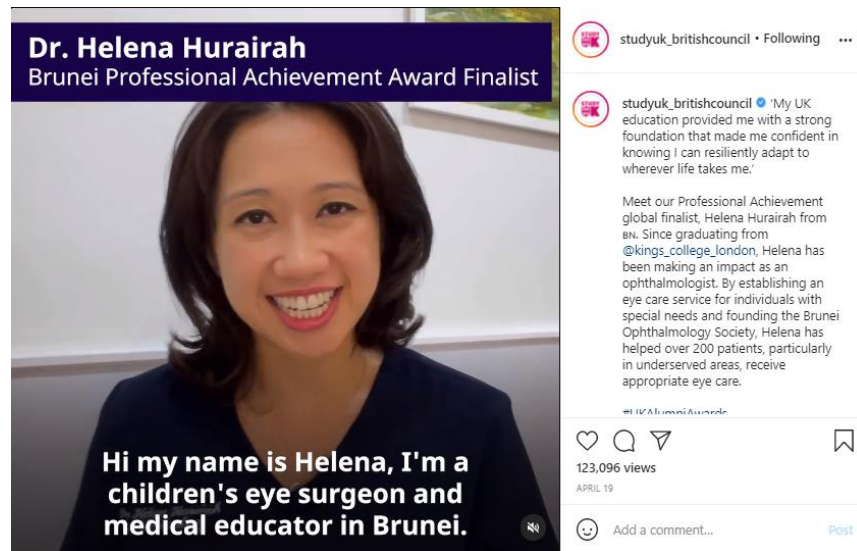 Dr. Helena Hurairah
Brunei Professional Achievement Award Finalist
Hi my name is Helena, I'm a
children's eye surgeon and
medical educator in Brunei.
studyuk_britishcouncil • Following
studyuk_britishcouncil 'My UK
education provided me with a strong
foundation that made me confident in
knowing I can resiliently adapt to
wherever life takes me.'
Meet our Professional Achievement
global finalist, Helena Hurairah from
BN. Since graduating from
@kings_college_london, Helena has
been making an impact as an
ophthalmologist. By establishing an
eye care service for individuals with
special needs and founding the Brunei
Ophthalmology Society, Helena has
helped over 200 patients, particularly
in underserved areas, receive
appropriate eye care.
#UKAlumniAwards
123,096 views
APRIL 19
Add a comment...
Post